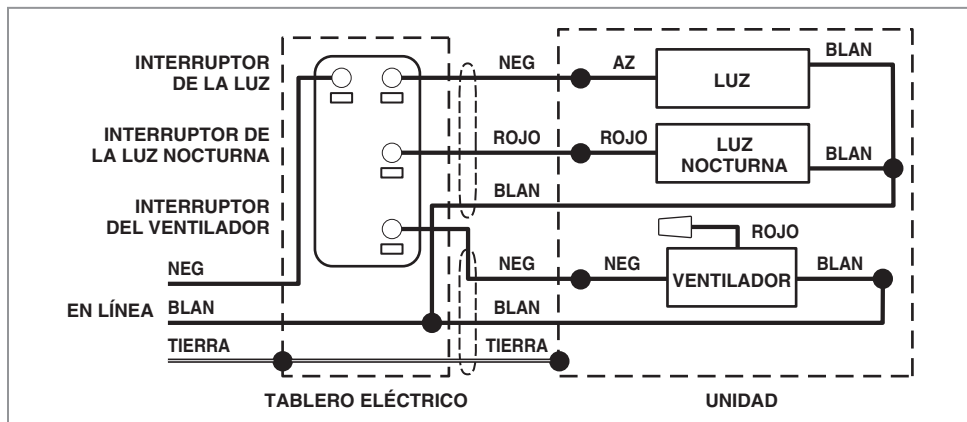 INTERRUPTOR
DE LA LUZ
NEG
AZ
LUZ
BLAN
INTERRUPTOR DE
LA LUZ NOCTURNA
ROJO
ROJO
LUZ
NOCTURNA
BLAN
BLAN
INTERRUPTOR
DEL VENTILADOR
ROJO
NEG
NEG
NEG
VENTILADOR
BLAN
EN LÍNEA
BLAN
BLAN
TIERRA
TIERRA
TABLERO ELÉCTRICO
UNIDAD